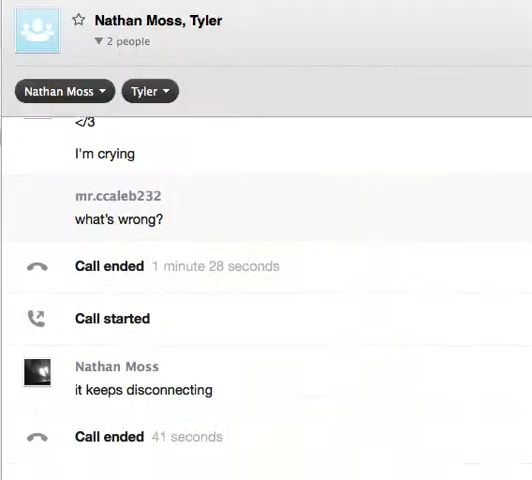 Nathan Moss, Tyler
▼ 2 people
Nathan Moss
Tyler
</3
I'm crying
mr.ccaleb232
what's wrong?
Call ended 1 minute 28 seconds
Call started
Nathan Moss
it keeps disconnecting
Call ended 41 seconds